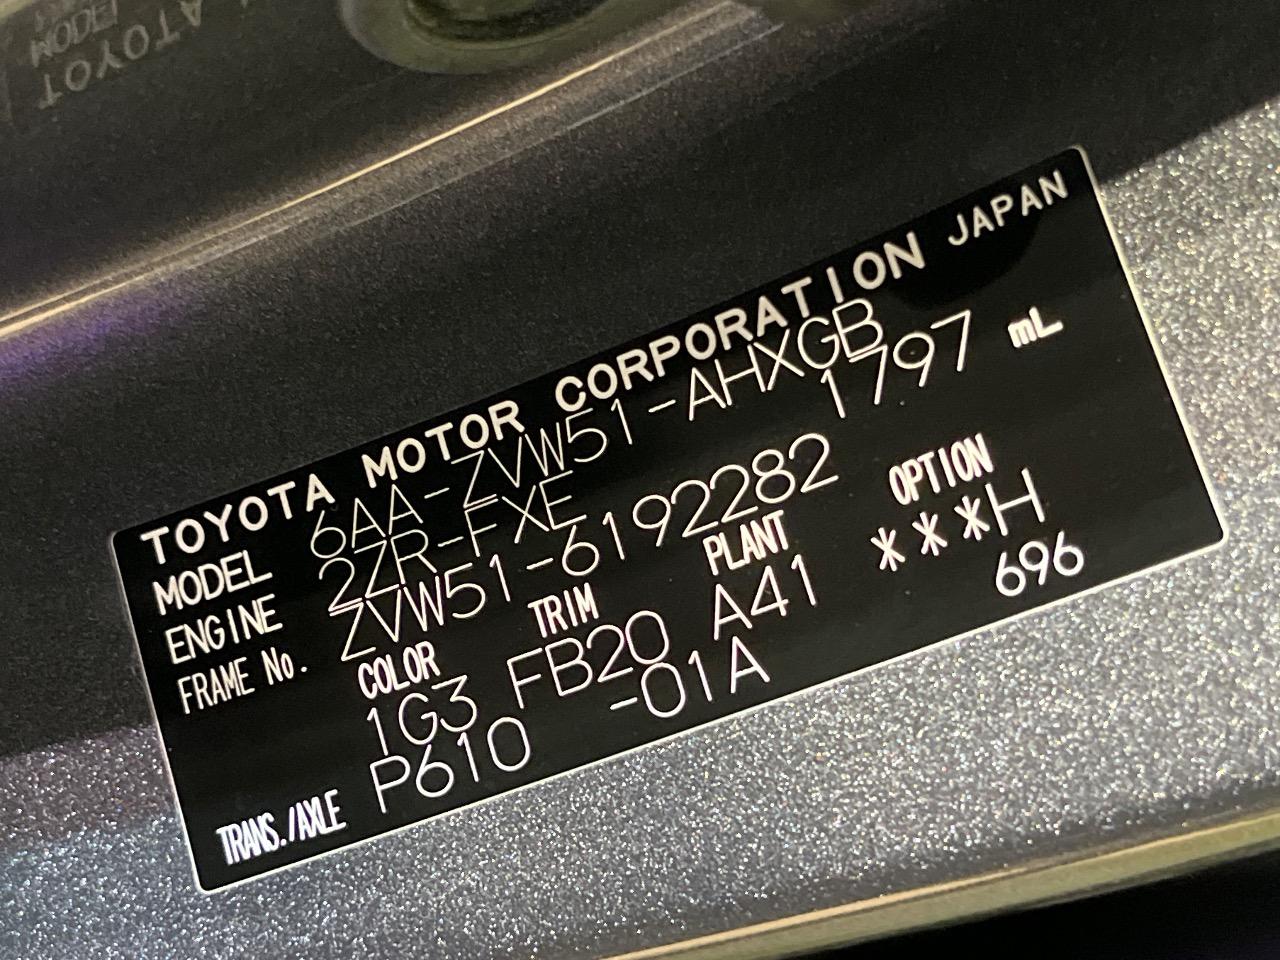 TOYOTA MOTOR CORPORATION JAPAN
MODEL 6AA-ZVW51-AHXGB
ENGINE 2ZR-FXE 1797 mL
FRAME No. ZVW51-6192282
COLOR TRIM PLANT OPTION
1G3 FB20 A41 ***H
TRANS./AXLE P610 -01A 696